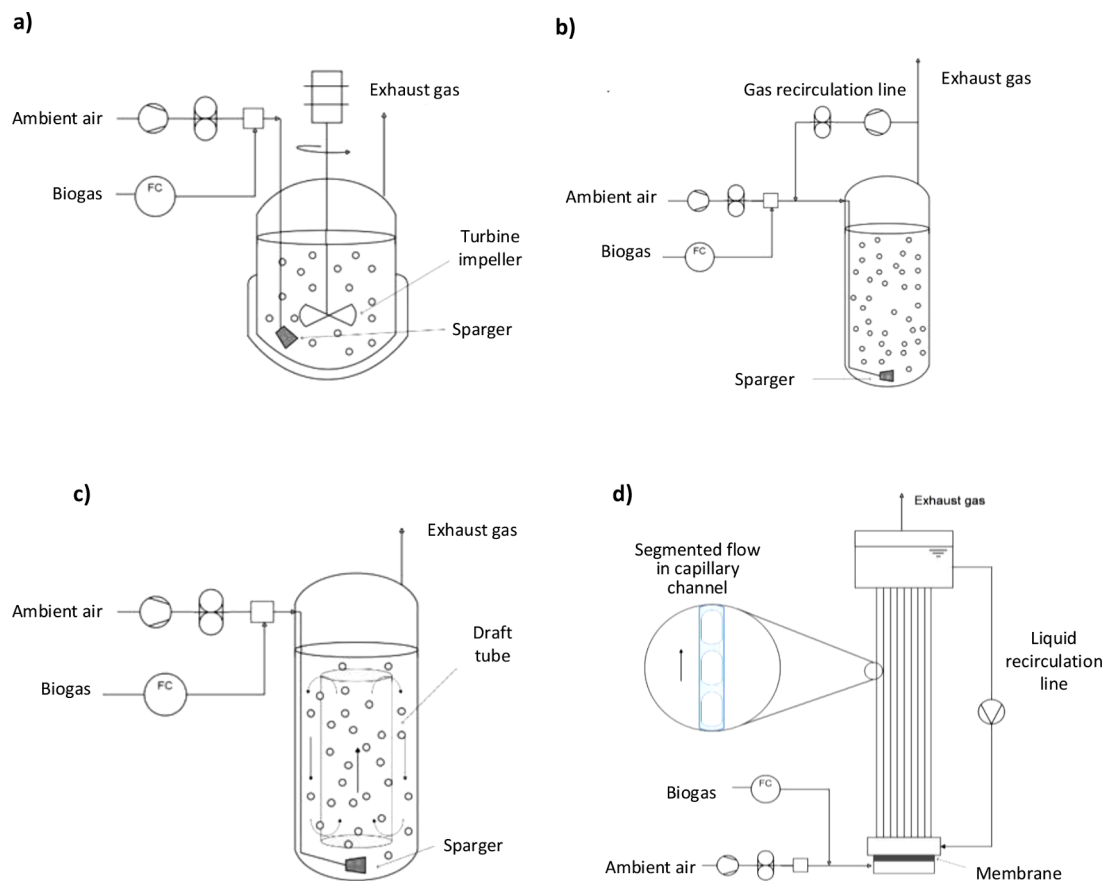 a)
Exhaust gas
Ambient air
Biogas
FC
Turbine
impeller
Sparger
b)
Exhaust gas
Gas recirulation line
Ambient air
Biogas
FC
Sparger
c)
Exhaust gas
Ambient air
Draft
tube
Biogas
FC
Sparger
d)
Exhaust gas
Segmented flow
in capillary
channel
Liquid
recirculation
line
Biogas
FC
Ambient air
Membrane